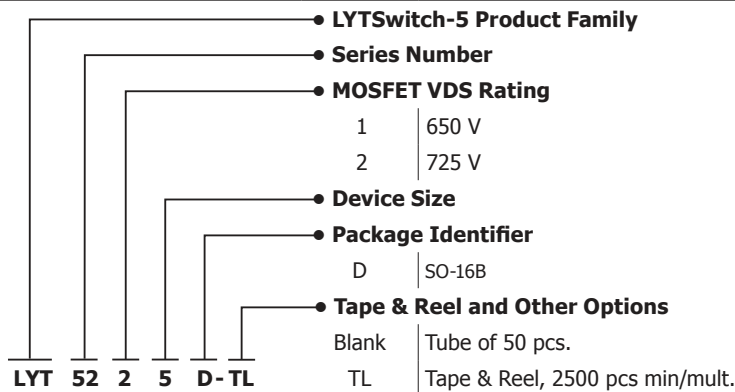 LYTSwitch-5 Product Family
Series Number
MOSFET VDS Rating
1 650 V
2 725 V
Device Size
Package Identifier
D SO-16B
Tape & Reel and Other Options
Blank Tube of 50 pcs.
TL Tape & Reel, 2500 pcs min/mult.
LYT 52 2 5 D - TL